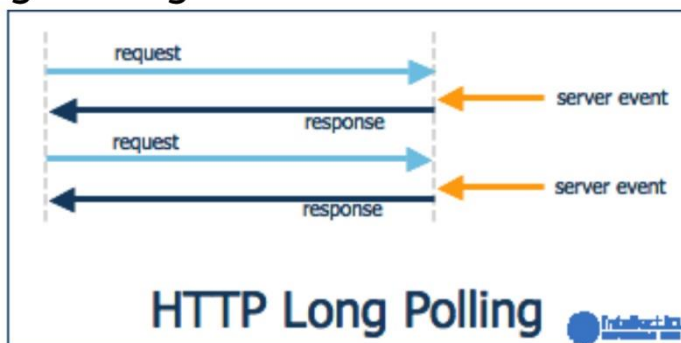 request
server event
response
request
server event
response
HTTP Long Polling